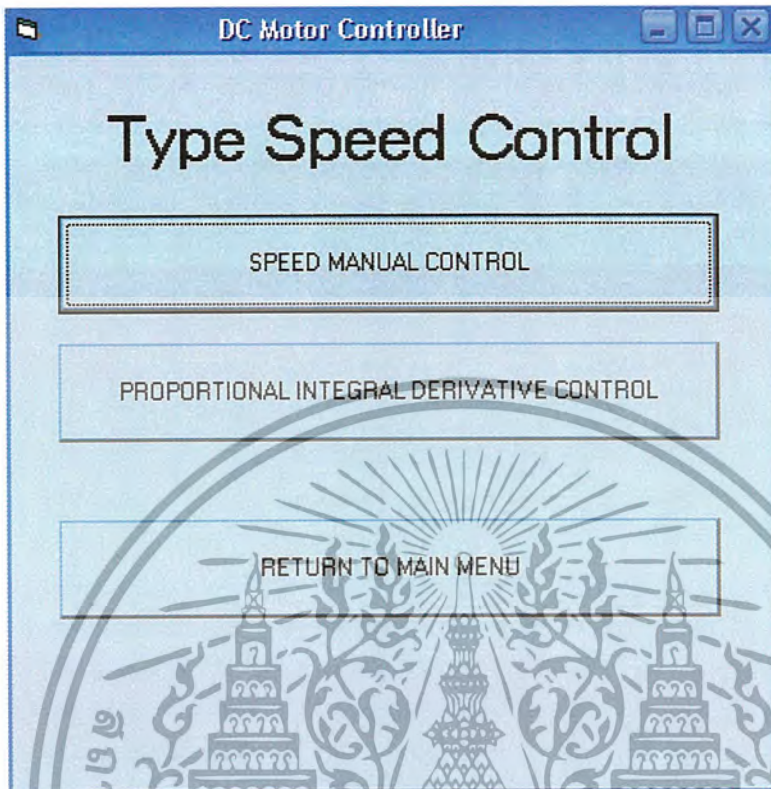 DC Motor Controller
Type Speed Control
SPEED MANUAL CONTROL
PROPORTIONAL INTEGRAL DERIVATIVE CONTROL
RETURN TO MAIN MENU